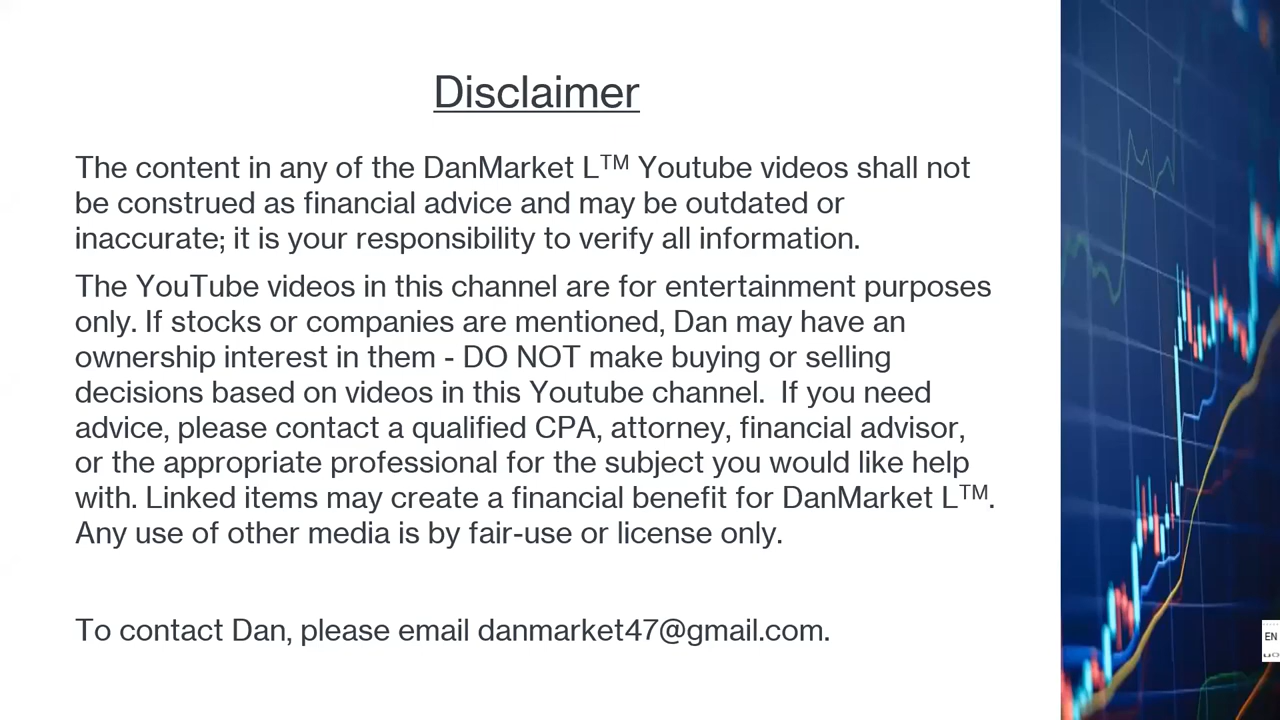 Disclaimer
The content in any of the DanMarket L™ Youtube videos shall not
be construed as financial advice and may be outdated or
inaccurate; it is your responsibility to verify all information.
The YouTube videos in this channel are for entertainment purposes
only. If stocks or companies are mentioned, Dan may have an
ownership interest in them - DO NOT make buying or selling
decisions based on videos in this Youtube channel.  If you need
advice, please contact a qualified CPA, attorney, financial advisor,
or the appropriate professional for the subject you would like help
with. Linked items may create a financial benefit for DanMarket L™.
Any use of other media is by fair-use or license only.
To contact Dan, please email danmarket47@gmail.com.
EN